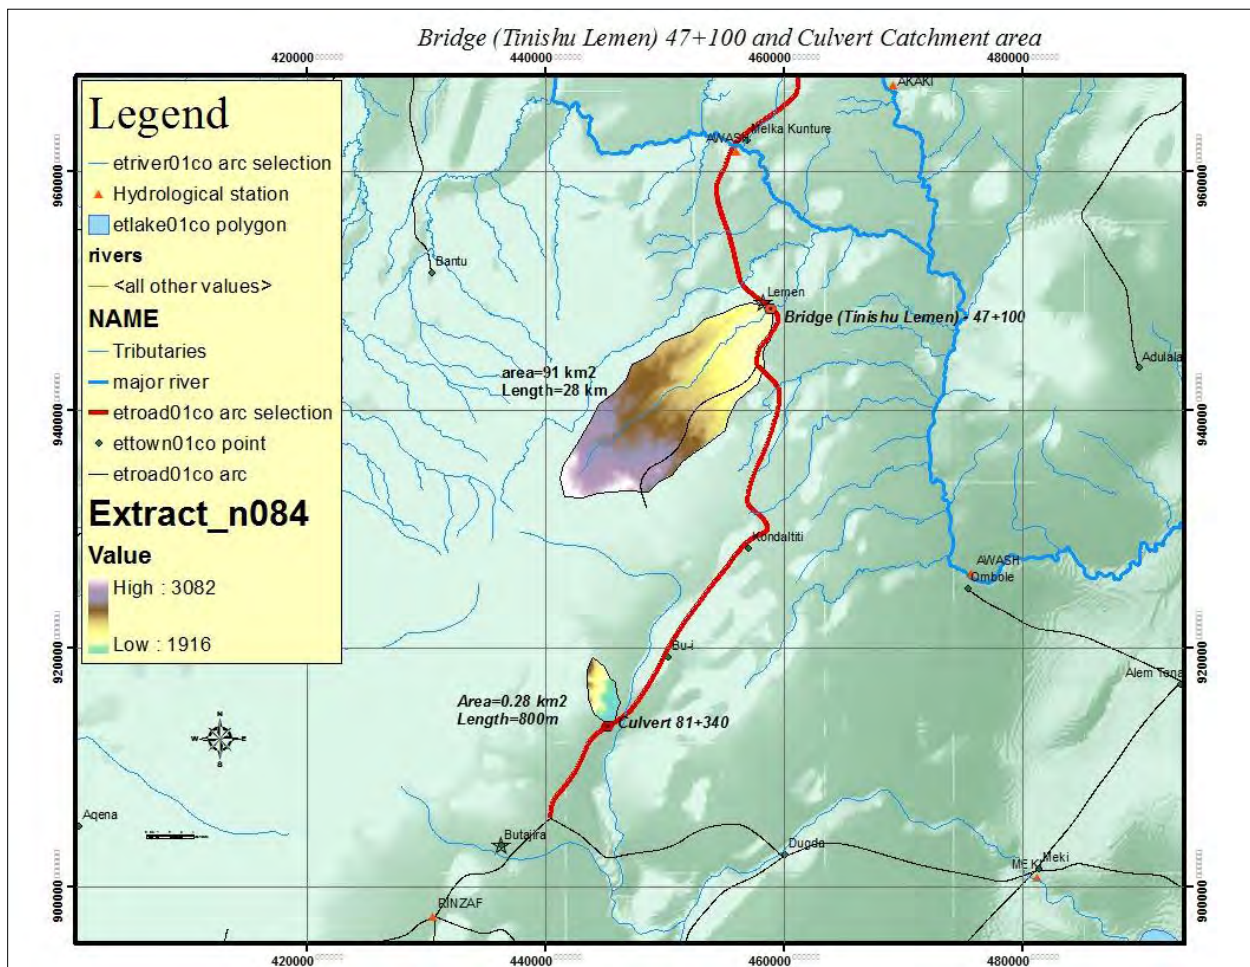 Bridge (Tinishu Lemen) 47+100 and Culvert Catchment area
420000
440000
460000
480000
Legend
etriver01co arc selection
Hydrological station
etlake01co polygon
rivers
<all other values>
NAME
Tributaries
major river
etroad01co arc selection
ettown01co point
etroad01co arc
Extract_n084
Value
High : 3082
Low : 1916
960000
940000
920000
900000
960000
940000
920000
900000
AKAKI
Melka Kunture
AWASH
Bantu
Lemen
Bridge (Tinishu Lemen) - 47+100
Adulala
area=91 km2
Length=28 km
Kondaltiti
AWASH
Ombole
Bu-i
Alem Tena
Area=0.28 km2
Length=800m
Culvert 81+340
N
W
E
S
Agena
Butajira
Dugda
MEKI
Meki
RINZAF
420000
440000
460000
480000